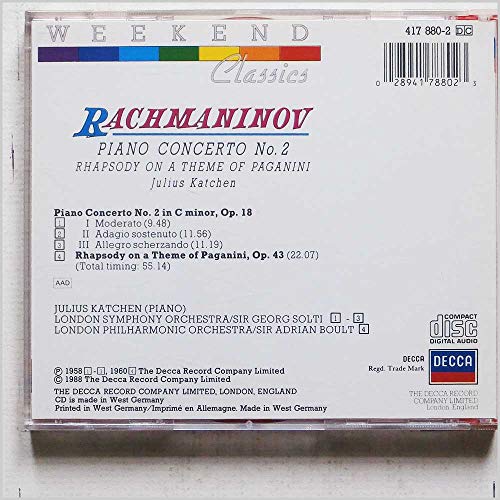 WEEKEND
Classics
417 880-2 DC
0 28941 78802 3
RACHMANINOV
PIANO CONCERTO No. 2
RHAPSODY ON A THEME OF PAGANINI
Julius Katchen
Piano Concerto No. 2 in C minor, Op. 18
1 I Moderato (9.48)
2 II Adagio sostenuto (11.56)
3 III Allegro scherzando (11.19)
4 Rhapsody on a Theme of Paganini, Op. 43 (22.07)
(Total timing: 55.14)
AAD
JULIUS KATCHEN (PIANO)
LONDON SYMPHONY ORCHESTRA/SIR GEORG SOLTI 1 - 3
LONDON PHILHARMONIC ORCHESTRA/SIR ADRIAN BOULT 4
COMPACT
disc
DIGITAL AUDIO
℗ 1958 1 - 3, 1960 4 The Decca Record Company Limited
© 1988 The Decca Record Company Limited
THE DECCA RECORD COMPANY LIMITED, LONDON, ENGLAND
CD is made in West Germany
Printed in West Germany/Imprimé en Allemagne. Made in West Germany
DECCA
Regd. Trade Mark
DECCA
THE DECCA RECORD
COMPANY LIMITED
London, England